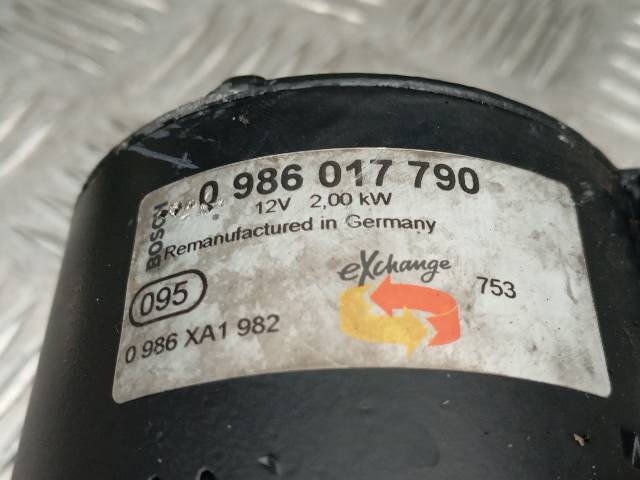 BOSCH
0 986 017 790
12V 2,00 kW
Remanufactured in Germany
eXchange
095
753
0 986 XA1 982